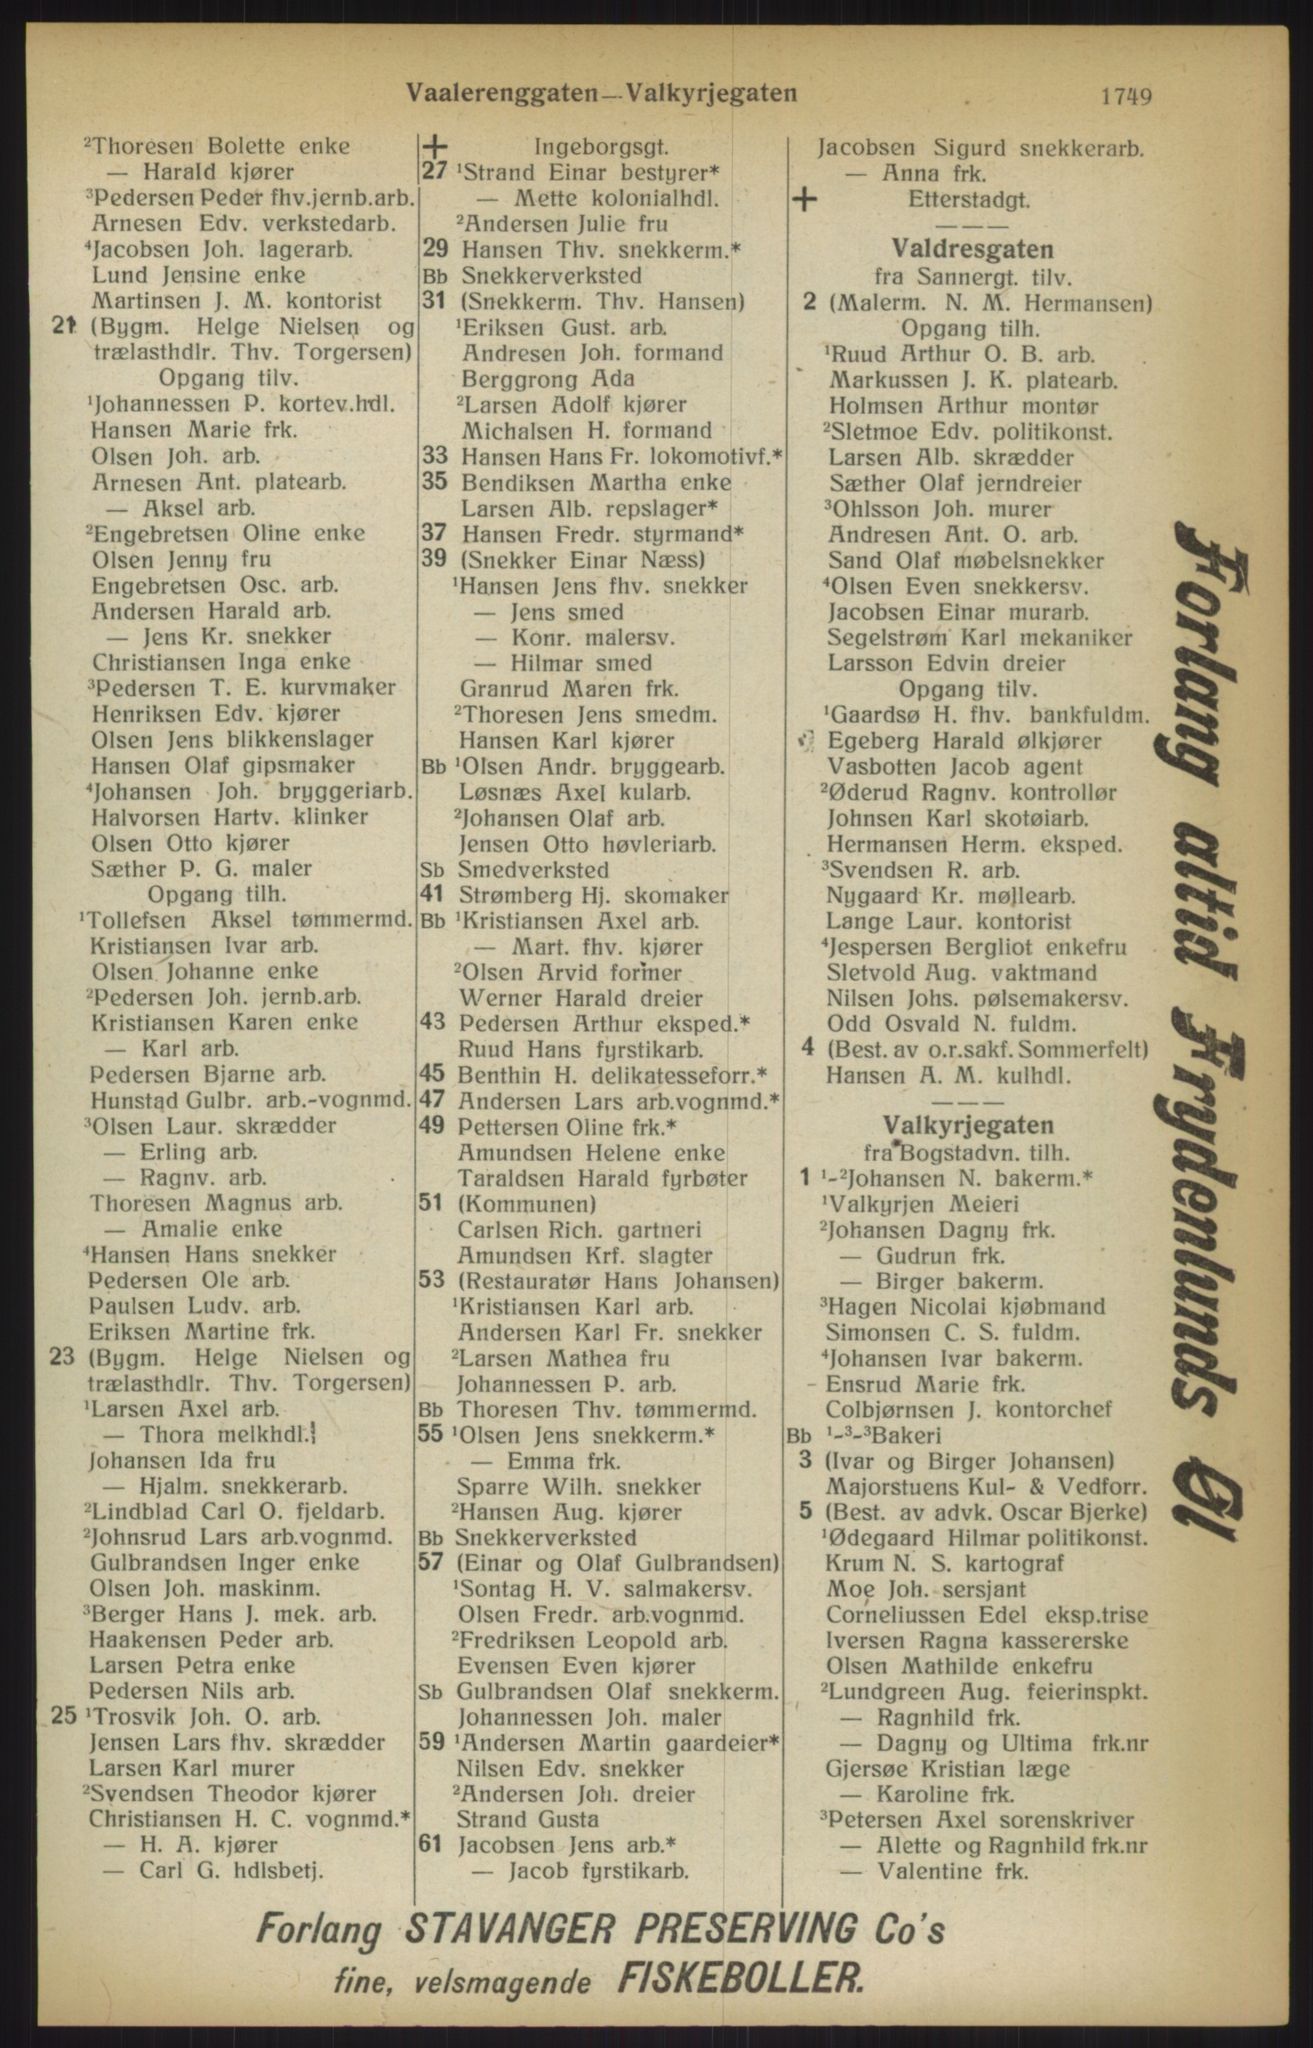 Vaalerenggaten—Valkyrjegaten
1749
²Thoresen Bolette enke
— Harald kjører
³Pedersen Peder fhv.jernb.arb.
Arnesen Edv. verkstedarb.
⁴Jacobsen Joh. lagerarb.
Lund Jensine enke
Martinsen J. M. kontorist
21 (Bygm. Helge Nielsen og
trælasthdlr. Thv. Torgersen)
Opgang tilv.
¹Johannessen P. kortev.hdl.
Hansen Marie frk.
Olsen Joh. arb.
Arnesen Ant. platearb.
— Aksel arb.
²Engebretsen Oline enke
Olsen Jenny fru
Engebretsen Osc. arb.
Andersen Harald arb.
— Jens Kr. snekker
Christiansen Inga enke
³Pedersen T. E. kurvmaker
Henriksen Edv. kjører
Olsen Jens blikkenslager
Hansen Olaf gipsmaker
⁴Johansen Joh. bryggeriarb.
Halvorsen Hartv. klinker
Olsen Otto kjører
Sæther P. G. maler
Opgang tilh.
¹Tollefsen Aksel tømmermd.
Kristiansen Ivar arb.
Olsen Johanne enke
²Pedersen Joh. jernb.arb.
Kristiansen Karen enke
— Karl arb.
Pedersen Bjarne arb.
Hunstad Gulbr. arb.-vognmd.
³Olsen Laur. skrædder
— Erling arb.
— Ragnv. arb.
Thoresen Magnus arb.
— Amalie enke
⁴Hansen Hans snekker
Pedersen Ole arb.
Paulsen Ludv. arb.
Eriksen Martine frk.
23 (Bygm. Helge Nielsen og
trælasthdlr. Thv. Torgersen)
¹Larsen Axel arb.
— Thora melkhdl.
Johansen Ida fru
— Hjalm. snekkerarb.
²Lindblad Carl O. fjeldarb.
²Johnsrud Lars arb.vognmd.
Gulbrandsen Inger enke
Olsen Joh. maskinm.
³Berger Hans J. mek. arb.
Haakensen Peder arb.
Larsen Petra enke
Pedersen Nils arb.
25 ¹Trosvik Joh. O. arb.
Jensen Lars fhv. skrædder
Larsen Karl murer
²Svendsen Theodor kjører
Christiansen H. C. vognmd.*
— H. A. kjører
— Carl G. hdlsbetj.
+ Ingeborgsgt.
27 ¹Strand Einar bestyrer*
— Mette kolonialhdl.
²Andersen Julie fru
29 Hansen Thv. snekkerm.*
Bb Snekkerverksted
31 (Snekkerm. Thv. Hansen)
¹Eriksen Gust. arb.
Andresen Joh. formand
Berggrong Ada
²Larsen Adolf kjører
Michalsen H. formand
33 Hansen Hans Fr. lokomotivf.*
35 Bendiksen Martha enke
Larsen Alb. repslager*
37 Hansen Fredr. styrmand*
39 (Snekker Einar Næss)
¹Hansen Jens fhv. snekker
— Jens smed
— Konr. malersv.
— Hilmar smed
Granrud Maren frk.
²Thoresen Jens smedm.
Hansen Karl kjører
Bb ¹Olsen Andr. bryggearb.
Løsnæs Axel kularb.
²Johansen Olaf arb.
Jensen Otto høvleriarb.
Sb Smedverksted
41 Strømberg Hj. skomaker
Bb ¹Kristiansen Axel arb.
— Mart. fhv. kjører
²Olsen Arvid former
Werner Harald dreier
43 Pedersen Arthur eksped.*
Ruud Hans fyrstikarb.
45 Benthin H. delikatesseforr.*
47 Andersen Lars arb.vognmd.*
49 Pettersen Oline frk.*
Amundsen Helene enke
Taraldsen Harald fyrbøter
51 (Kommunen)
Carlsen Rich. gartneri
Amundsen Krf. slagter
53 (Restauratør Hans Johansen)
¹Kristiansen Karl arb.
Andersen Karl Fr. snekker
²Larsen Mathea fru
Johannessen P. arb.
Bb Thoresen Thv. tømmermd.
55 ¹Olsen Jens snekkerm.*
— Emma frk.
Sparre Wilh. snekker
²Hansen Aug. kjører
Bb Snekkerverksted
57 (Einar og Olaf Gulbrandsen)
¹Sontag H. V. salmakersv.
Olsen Fredr. arb.vognmd.
²Fredriksen Leopold arb.
Evensen Even kjører
Sb Gulbrandsen Olaf snekkerm.
Johannessen Joh. maler
59 ¹Andersen Martin gaardeier*
Nilsen Edv. snekker
²Andersen Joh. dreier
Strand Gusta
61 Jacobsen Jens arb.*
— Jacob fyrstikarb.
Jacobsen Sigurd snekkerarb.
— Anna frk.
+ Etterstadgt.
———
Valdresgaten
fra Sannergt. tilv.
2 (Malerm. N. M. Hermansen)
Opgang tilh.
¹Ruud Arthur O. B. arb.
Markussen J. K. platearb.
Holmsen Arthur montør
²Sletmoe Edv. politikonst.
Larsen Alb. skrædder
Sæther Olaf jerndreier
³Ohlsson Joh. murer
Andresen Ant. O. arb.
Sand Olaf møbelsnekker
⁴Olsen Even snekkersv.
Jacobsen Einar murarb.
Segelstrøm Karl mekaniker
Larsson Edvin dreier
Opgang tilv.
¹Gaardsø H. fhv. bankfuldm.
Egeberg Harald ølkjører
Vasbotten Jacob agent
²Øderud Ragnv. kontrollør
Johnsen Karl skotøiarb.
Hermansen Herm. eksped.
³Svendsen R. arb.
Nygaard Kr. møllearb.
Lange Laur. kontorist
⁴Jespersen Bergliot enkefru
Sletvold Aug. vaktmand
Nilsen Johs. pølsemakersv.
Odd Osvald N. fuldm.
4 (Best. av o.r.sakf. Sommerfelt)
Hansen A. M. kulhdl.
———
Valkyrjegaten
fra Bogstadvn. tilh.
1 ¹-²Johansen N. bakerm.*
¹Valkyrjen Meieri
²Johansen Dagny frk.
— Gudrun frk.
— Birger bakerm.
³Hagen Nicolai kjøbmand
Simonsen C. S. fuldm.
⁴Johansen Ivar bakerm.
Ensrud Marie frk.
Colbjørnsen J. kontorchef
Bb ¹-³-³Bakeri
3 (Ivar og Birger Johansen)
Majorstuens Kul- & Vedforr.
5 (Best. av advk. Oscar Bjerke)
¹Ødegaard Hilmar politikonst.
Krum N. S. kartograf
Moe Joh. sersjant
Corneliussen Edel eksp.trise
Iversen Ragna kassererske
Olsen Mathilde enkefru
²Lundgreen Aug. feierinspkt.
— Ragnhild frk.
— Dagny og Ultima frk.nr
Gjersøe Kristian læge
— Karoline frk.
³Petersen Axel sorenskriver
— Alette og Ragnhild frk.nr
— Valentine frk.
Forlang altid Frydenlunds Øl
Forlang STAVANGER PRESERVING Co's
fine, velsmagende FISKEBOLLER.